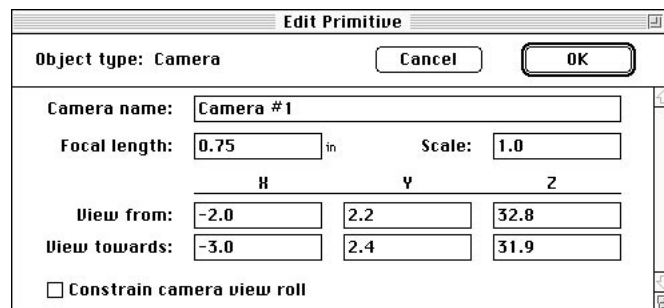 Edit Primitive
Object type: Camera Cancel OK
Camera name: Camera #1
Focal length: 0.75 in Scale: 1.0
X Y Z
View from: -2.0 2.2 32.8
View towards: -3.0 2.4 31.9
Constrain camera view roll